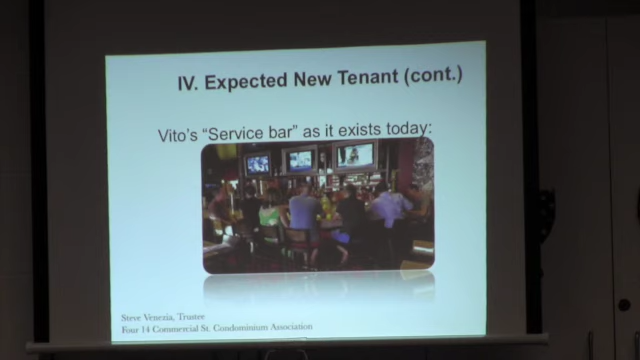 IV. Expected New Tenant (cont.)
Vito's "Service bar" as it exists today:
Steve Venezia, Trustee
Four 14 Commercial St. Condominium Association